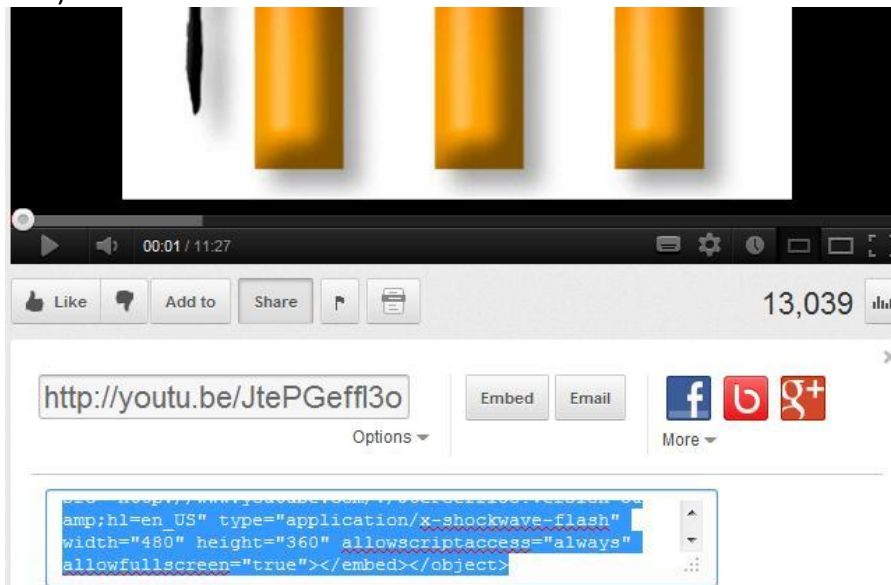 00:01 / 11:27
Like
Add to
Share
13,039
http://youtu.be/JtePGeffl3o
Embed
Email
f
b
g+
Options
More
amp;hl=en_US" type="application/x-shockwave-flash"
width="480" height="360" allowscriptaccess="always"
allowfullscreen="true"></embed></object>